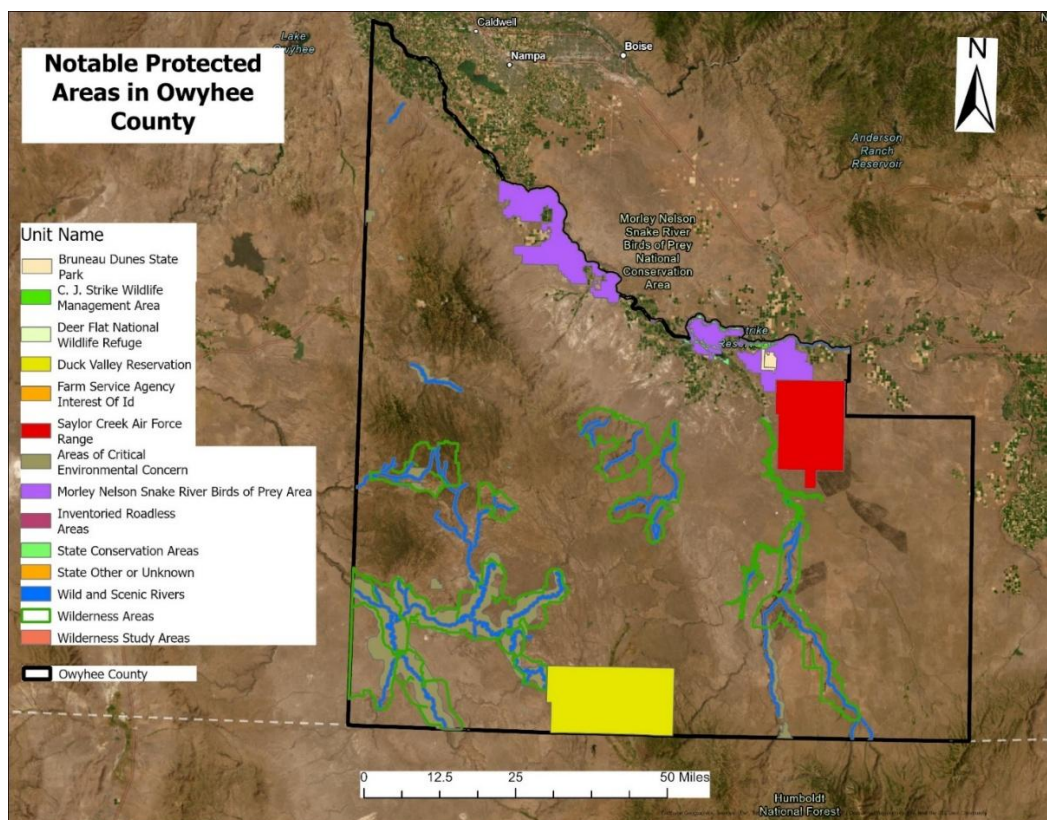 Notable Protected
Areas in Owyhee
County
Lake
Caldwell
Nampa
Boise
N
N
Anderson
Ranch
Reservoir
Morley Nelson
Snake River
Birds of Prey
National
Conservation
Area
trike
Unit Name
Bruneau Dunes State
Park
C. J. Strike Wildlife
Management Area
Deer Flat National
Wildlife Refuge
Duck Valley Reservation
Farm Service Agency
Interest Of Id
Saylor Creek Air Force
Range
Areas of Critical
Environmental Concern
Morley Nelson Snake River Birds of Prey Area
Inventoried Roadless
Areas
State Conservation Areas
State Other or Unknown
Wild and Scenic Rivers
Wilderness Areas
Wilderness Study Areas
Owyhee County
0 12.5 25 50 Miles
Humboldt
National Forest